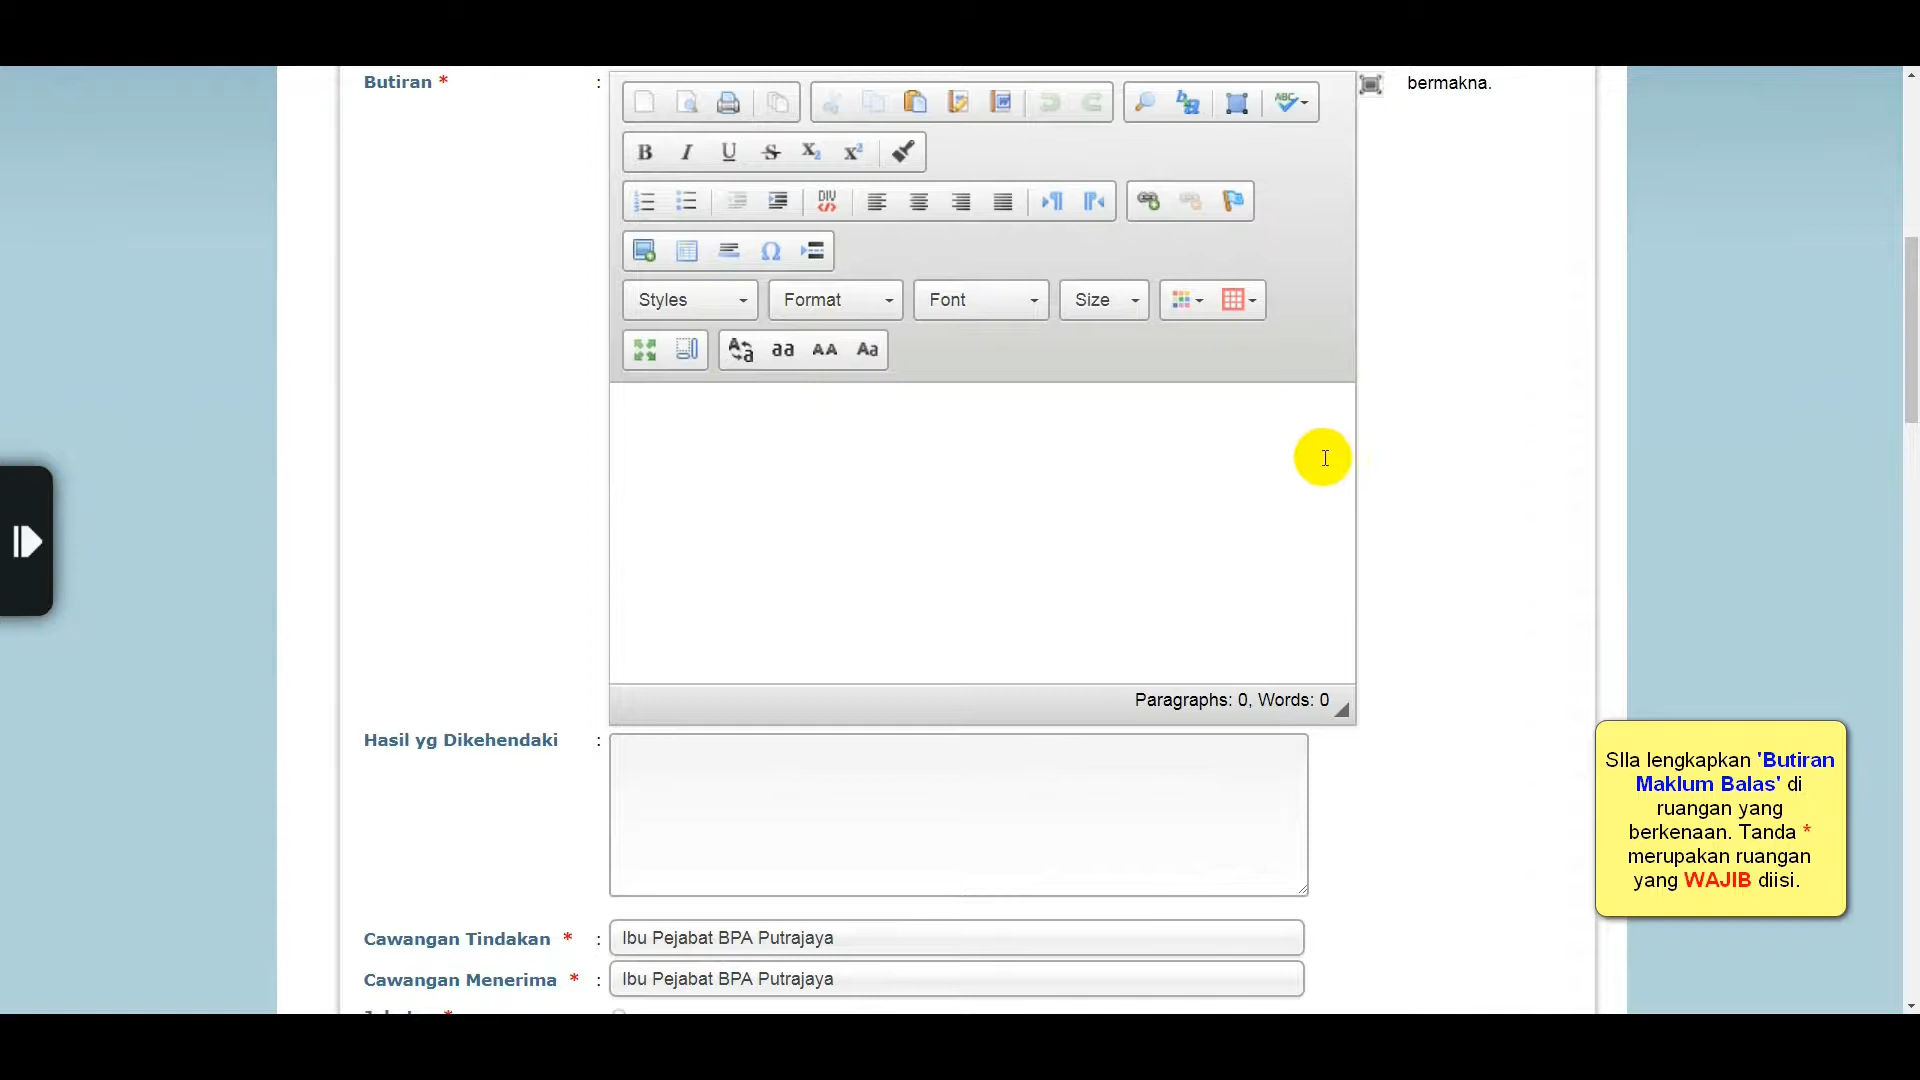 Butiran * :
bermakna.
B I U S X₂ X²
DIV
Styles Format Font Size
Aa aa AA Aa
Paragraphs: 0, Words: 0
Hasil yg Dikehendaki :
Cawangan Tindakan * : Ibu Pejabat BPA Putrajaya
Cawangan Menerima * : Ibu Pejabat BPA Putrajaya
SIla lengkapkan 'Butiran
Maklum Balas' di
ruangan yang
berkenaan. Tanda *
merupakan ruangan
yang WAJIB diisi.